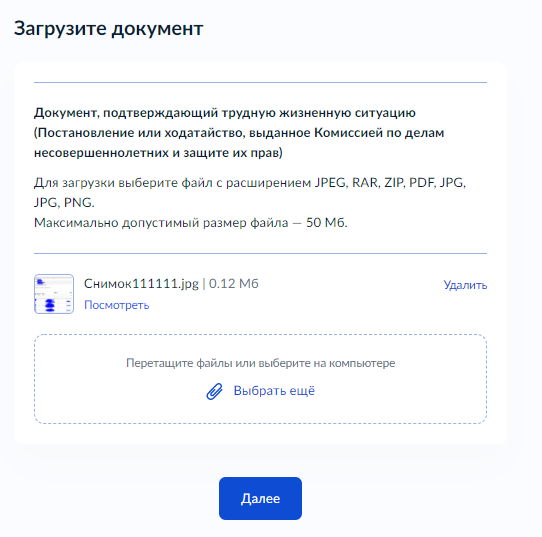 Загрузите документ
Документ, подтверждающий трудную жизненную ситуацию
(Постановление или ходатайство, выданное Комиссией по делам
несовершеннолетних и защите их прав)
Для загрузки выберите файл с расширением JPEG, RAR, ZIP, PDF, JPG,
JPG, PNG.
Максимально допустимый размер файла — 50 Мб.
Снимок111111.jpg | 0.12 Мб
Удалить
Посмотреть
Перетащите файлы или выберите на компьютере
Выбрать ещё
Далее